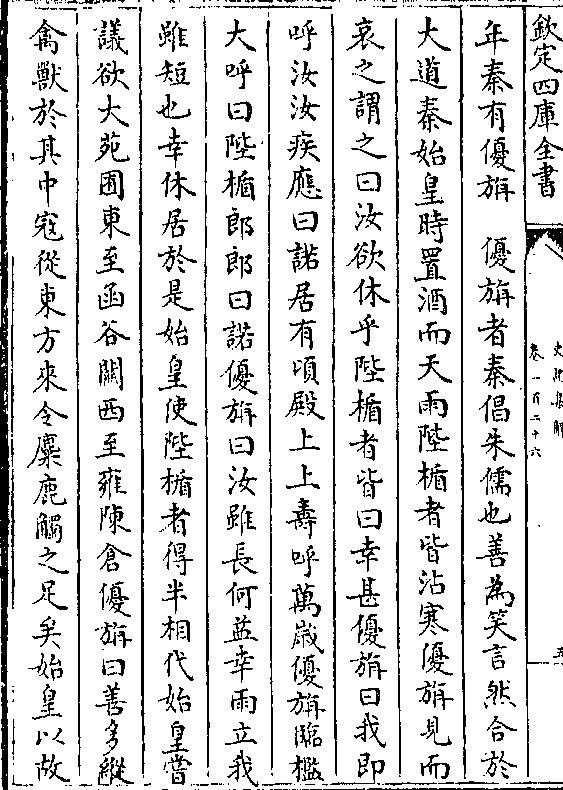 欽定四庫全書
史記集解
卷一百二十六
五
年秦有優旃　優旃者秦倡朱儒也善為笑言然合於
大道秦始皇時置酒而天雨陛楯者皆沾寒優旃見而
哀之謂之曰汝欲休乎陛楯者皆曰幸甚優旃曰我即
呼汝汝疾應曰諾居有頃殿上上壽呼萬歲優旃臨檻
大呼曰陛楯郎郎曰諾優旃曰汝雖長何益幸雨立我
雖短也幸休居於是始皇使陛楯者得半相代始皇嘗
議欲大苑囿東至函谷關西至雍陳倉優旃曰善多縱
禽獸於其中寇從東方來令麋鹿觸之足矣始皇以故